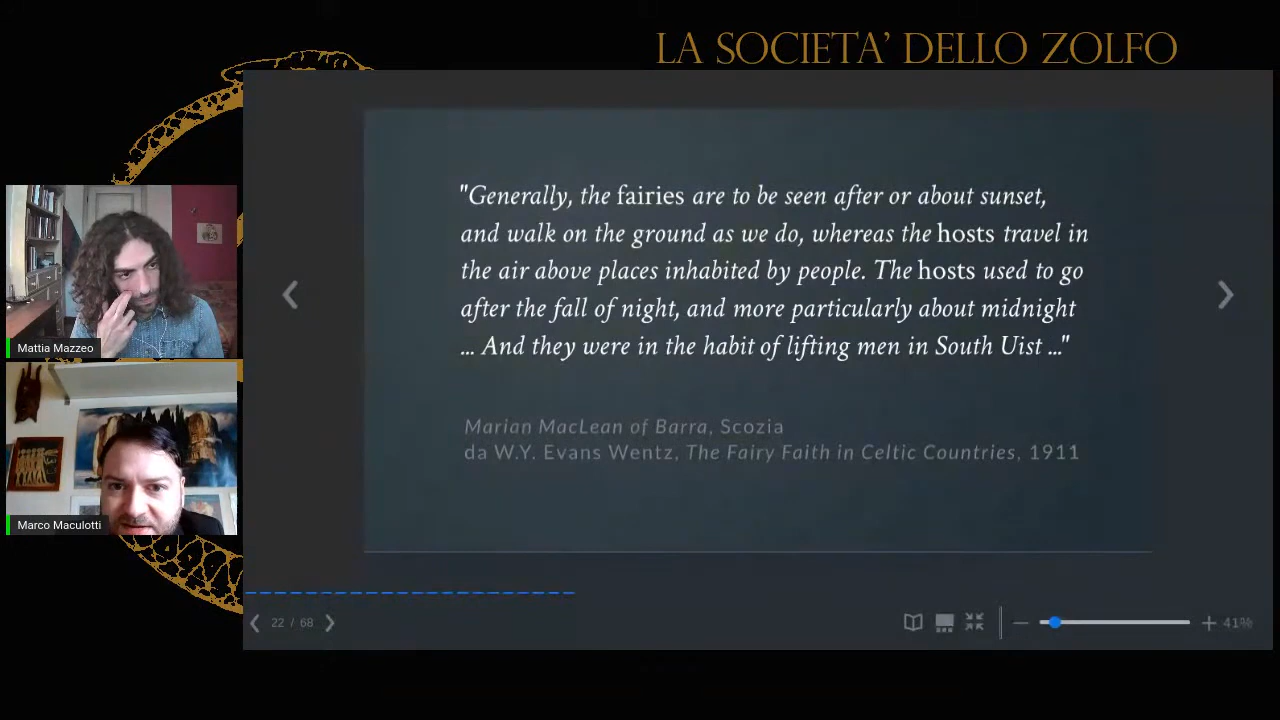 LA SOCIETA' DELLO ZOLFO
"Generally, the fairies are to be seen after or about sunset,
and walk on the ground as we do, whereas the hosts travel in
the air above places inhabited by people. The hosts used to go
after the fall of night, and more particularly about midnight
... And they were in the habit of lifting men in South Uist ..."
Marian MacLean of Barra, Scozia
da W.Y. Evans Wentz, The Fairy Faith in Celtic Countries, 1911
Mattia Mazzeo
Marco Maculotti
22 / 68
41%